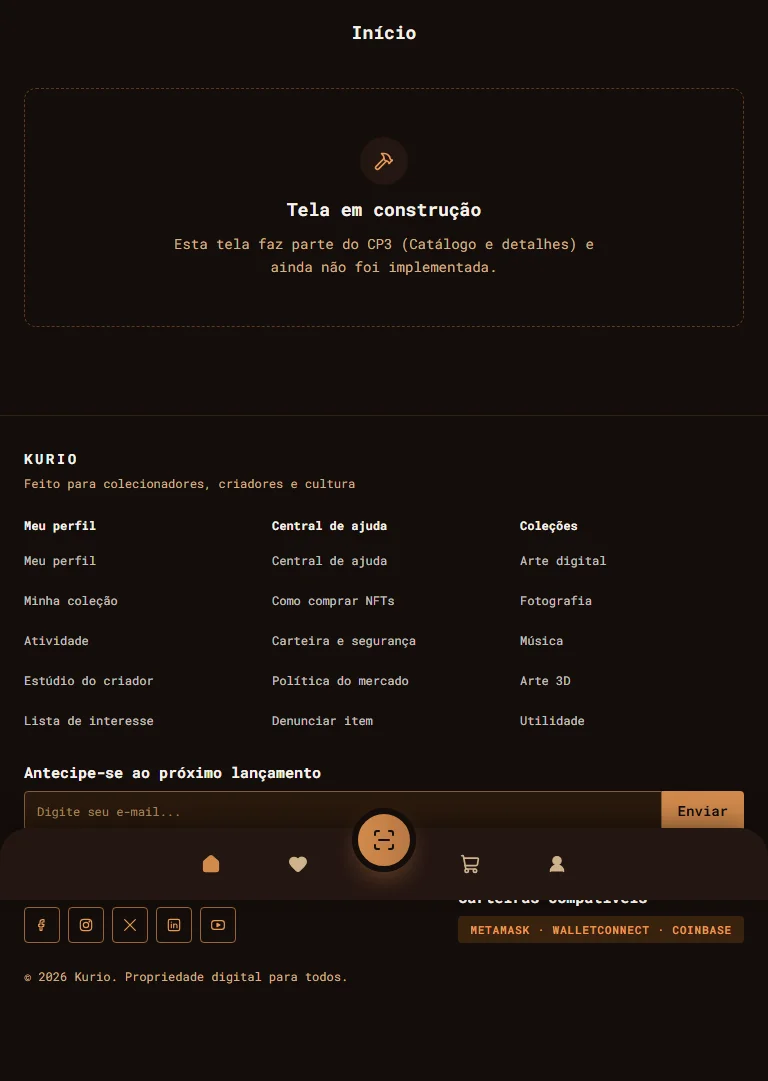 Início
Tela em construção
Esta tela faz parte do CP3 (Catálogo e detalhes) e
ainda não foi implementada.
KURIO
Feito para colecionadores, criadores e cultura
Meu perfil
Meu perfil
Minha coleção
Atividade
Estúdio do criador
Lista de interesse
Central de ajuda
Central de ajuda
Como comprar NFTs
Carteira e segurança
Política do mercado
Denunciar item
Coleções
Arte digital
Fotografia
Música
Arte 3D
Utilidade
Antecipe-se ao próximo lançamento
Digite seu e-mail...
Enviar
Carteiras compatíveis
METAMASK · WALLETCONNECT · COINBASE
© 2026 Kurio. Propriedade digital para todos.